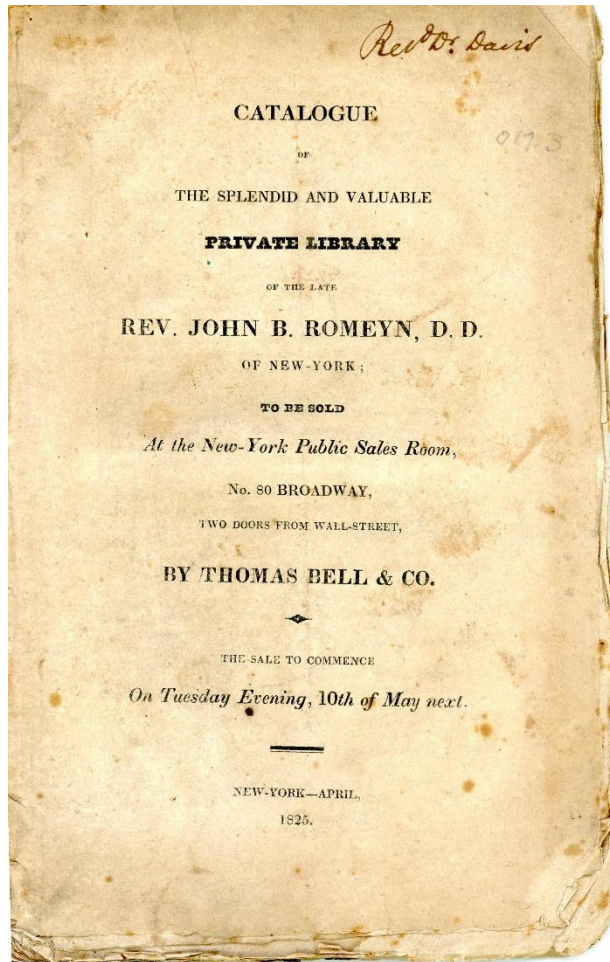 Revd Dr. Davis
CATALOGUE
017.3
OF
THE SPLENDID AND VALUABLE
PRIVATE LIBRARY
OF THE LATE
REV. JOHN B. ROMEYN, D. D.
OF NEW-YORK;
TO BE SOLD
At the New-York Public Sales Room,
No. 80 BROADWAY,
TWO DOORS FROM WALL-STREET,
BY THOMAS BELL & CO.
THE SALE TO COMMENCE
On Tuesday Evening, 10th of May next.
NEW-YORK—APRIL,
1825.